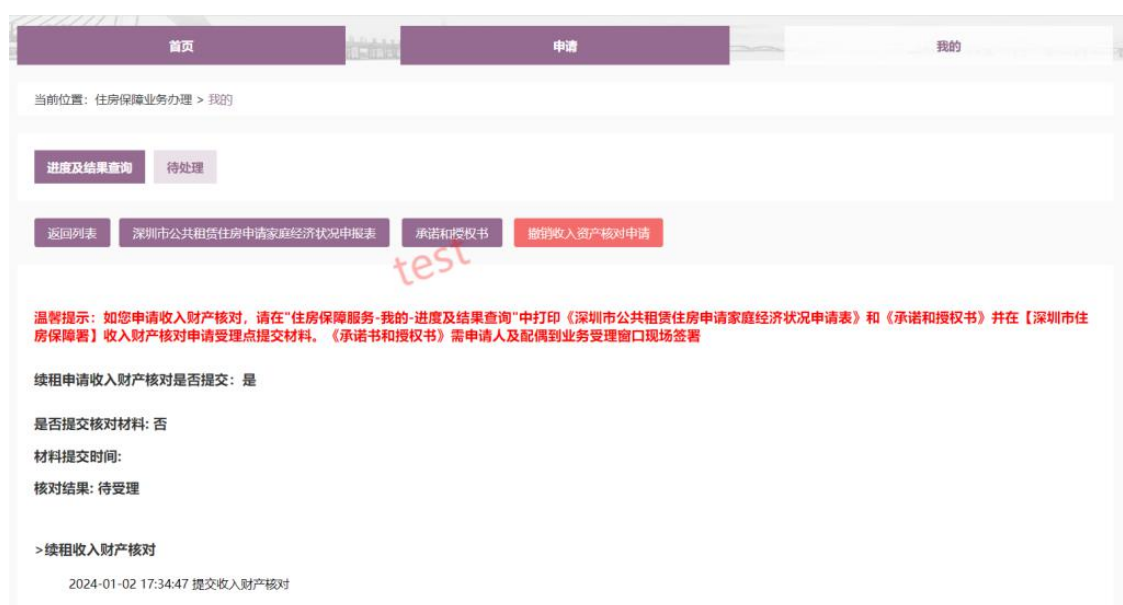 首页 申请 我的
当前位置：住房保障业务办理 > 我的
进度及结果查询 待处理
返回列表 深圳市公共租赁住房申请家庭经济状况申报表 承诺和授权书 撤销收入资产核对申请
test
温馨提示：如您申请收入财产核对，请在"住房保障服务-我的-进度及结果查询"中打印《深圳市公共租赁住房申请家庭经济状况申请表》和《承诺和授权书》并在【深圳市住
房保障署】收入财产核对申请受理点提交材料。《承诺书和授权书》需申请人及配偶到业务受理窗口现场签署
续租申请收入财产核对是否提交：是
是否提交核对材料: 否
材料提交时间:
核对结果: 待受理
>续租收入财产核对
2024-01-02 17:34:47 提交收入财产核对